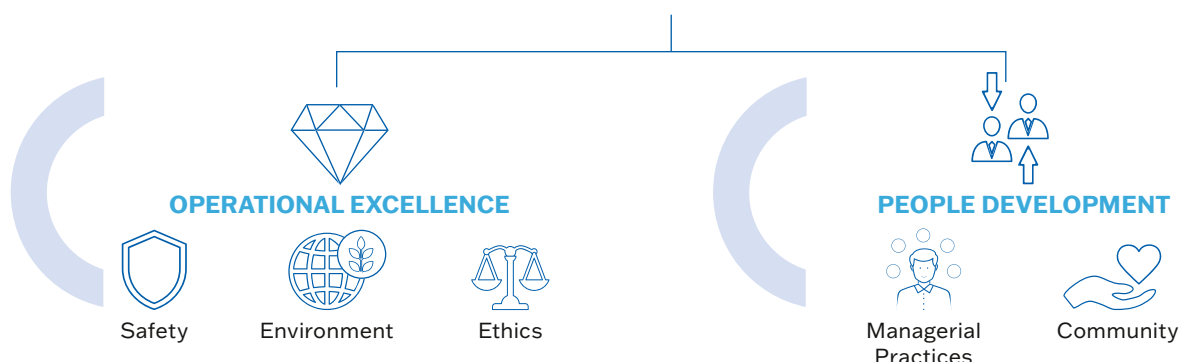 OPERATIONAL EXCELLENCE
PEOPLE DEVELOPMENT
Safety
Environment
Ethics
Managerial
Practices
Community